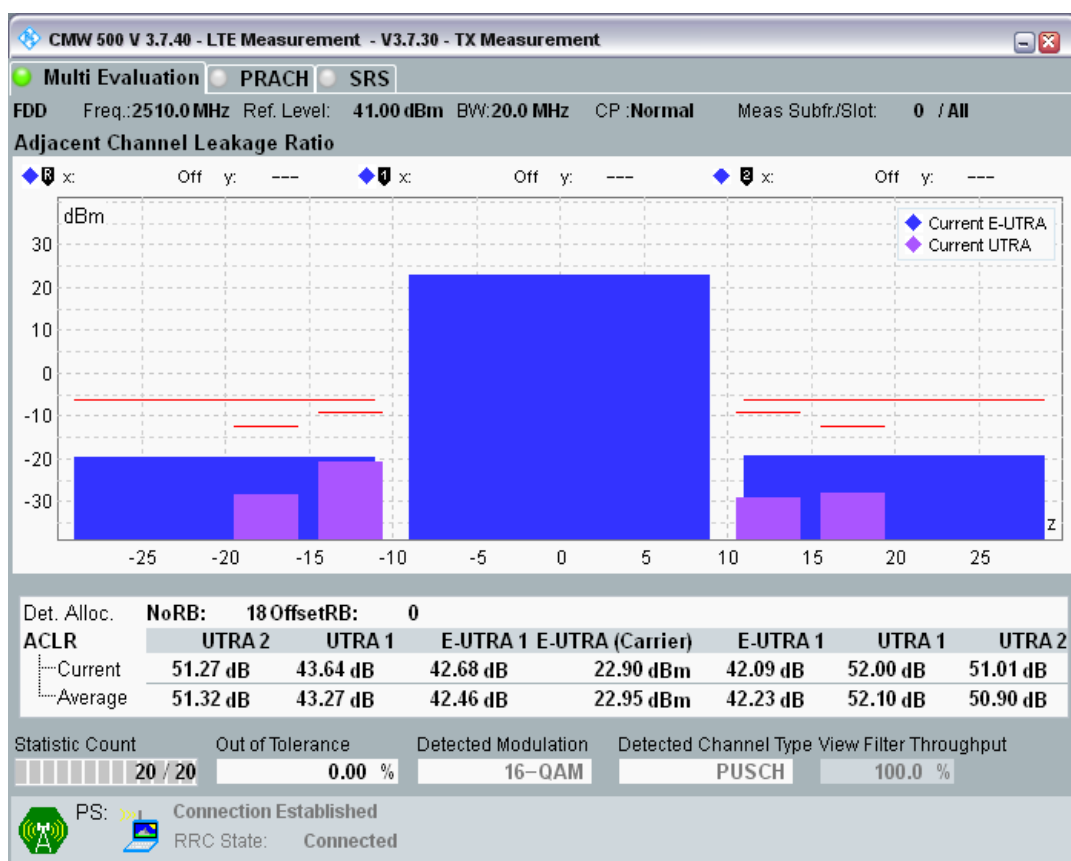 CMW 500 V 3.7.40 - LTE Measurement - V3.7.30 - TX Measurement
Multi Evaluation PRACH SRS
FDD Freq.:2510.0 MHz Ref. Level: 41.00 dBm BW:20.0 MHz CP :Normal Meas Subfr./Slot: 0 / All
Adjacent Channel Leakage Ratio
R x: Off y: --- 1 x: Off y: --- 2 x: Off y: ---
dBm
Current E-UTRA
Current UTRA
30
20
10
0
-10
-20
-30
z
-25 -20 -15 -10 -5 0 5 10 15 20 25
Det. Alloc. NoRB: 18 OffsetRB: 0
ACLR UTRA 2 UTRA 1 E-UTRA 1 E-UTRA (Carrier) E-UTRA 1 UTRA 1 UTRA 2
Current 51.27 dB 43.64 dB 42.68 dB 22.90 dBm 42.09 dB 52.00 dB 51.01 dB
Average 51.32 dB 43.27 dB 42.46 dB 22.95 dBm 42.23 dB 52.10 dB 50.90 dB
Statistic Count Out of Tolerance Detected Modulation Detected Channel Type View Filter Throughput
20 / 20 0.00 % 16-QAM PUSCH 100.0 %
PS: Connection Established
RRC State: Connected